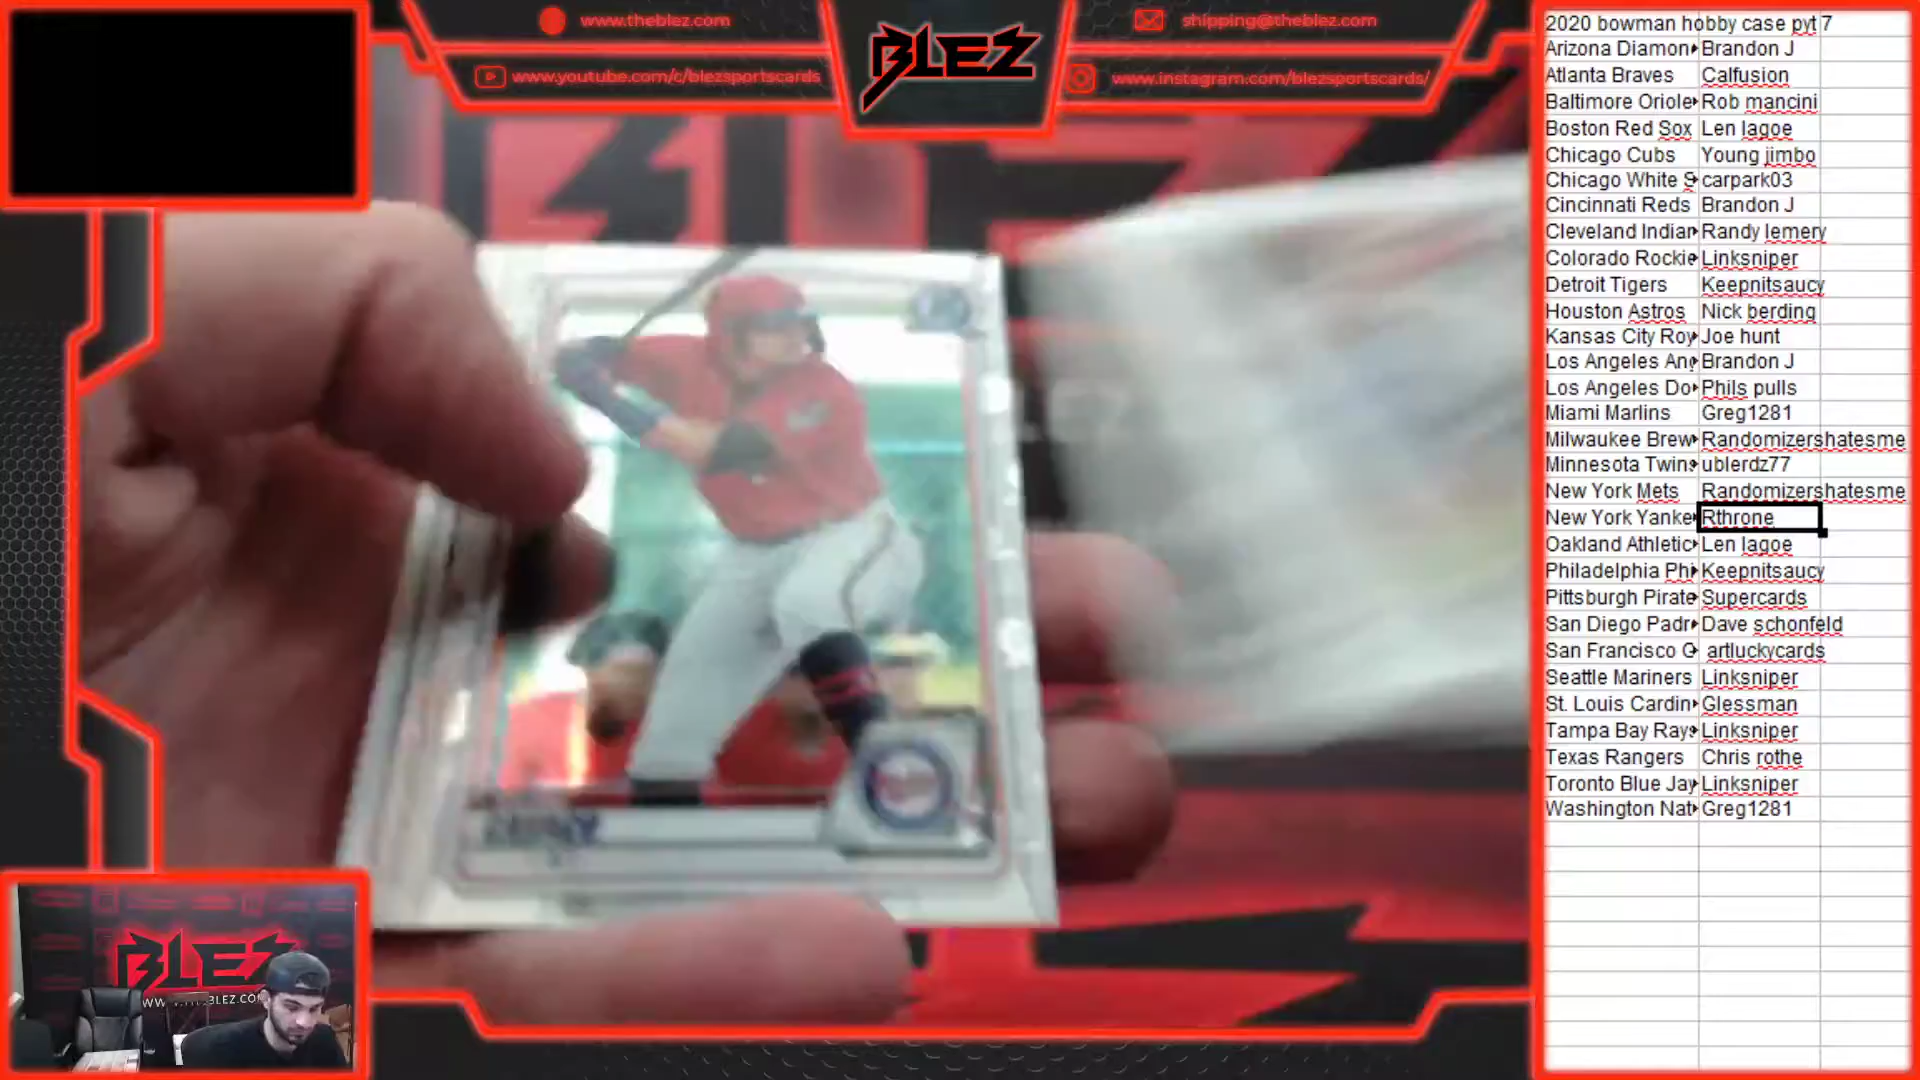 www.theblez.com
shipping@theblez.com
www.youtube.com/c/blezsportscards
BLEZ
www.instagram.com/blezsportscards/
2020 bowman hobby case pyt 7
Arizona Diamon Brandon J
Atlanta Braves Calfusion
Baltimore Oriole Rob mancini
Boston Red Sox Len lagoe
Chicago Cubs Young jimbo
Chicago White S carpark03
Cincinnati Reds Brandon J
Cleveland Indian Randy lemery
Colorado Rockie Linksniper
Detroit Tigers Keepnitsaucy
Houston Astros Nick berding
Kansas City Roy Joe hunt
Los Angeles Ang Brandon J
Los Angeles Do Phils pulls
Miami Marlins Greg1281
Milwaukee Brew Randomizershatesme
Minnesota Twins ublerdz77
New York Mets Randomizershatesme
New York Yanke Rthrone
Oakland Athletic Len lagoe
Philadelphia Phi Keepnitsaucy
Pittsburgh Pirate Supercards
San Diego Padr Dave schonfeld
San Francisco G artluckycards
Seattle Mariners Linksniper
St. Louis Cardin Glessman
Tampa Bay Rays Linksniper
Texas Rangers Chris rothe
Toronto Blue Jay Linksniper
Washington Nat Greg1281
BLEZ